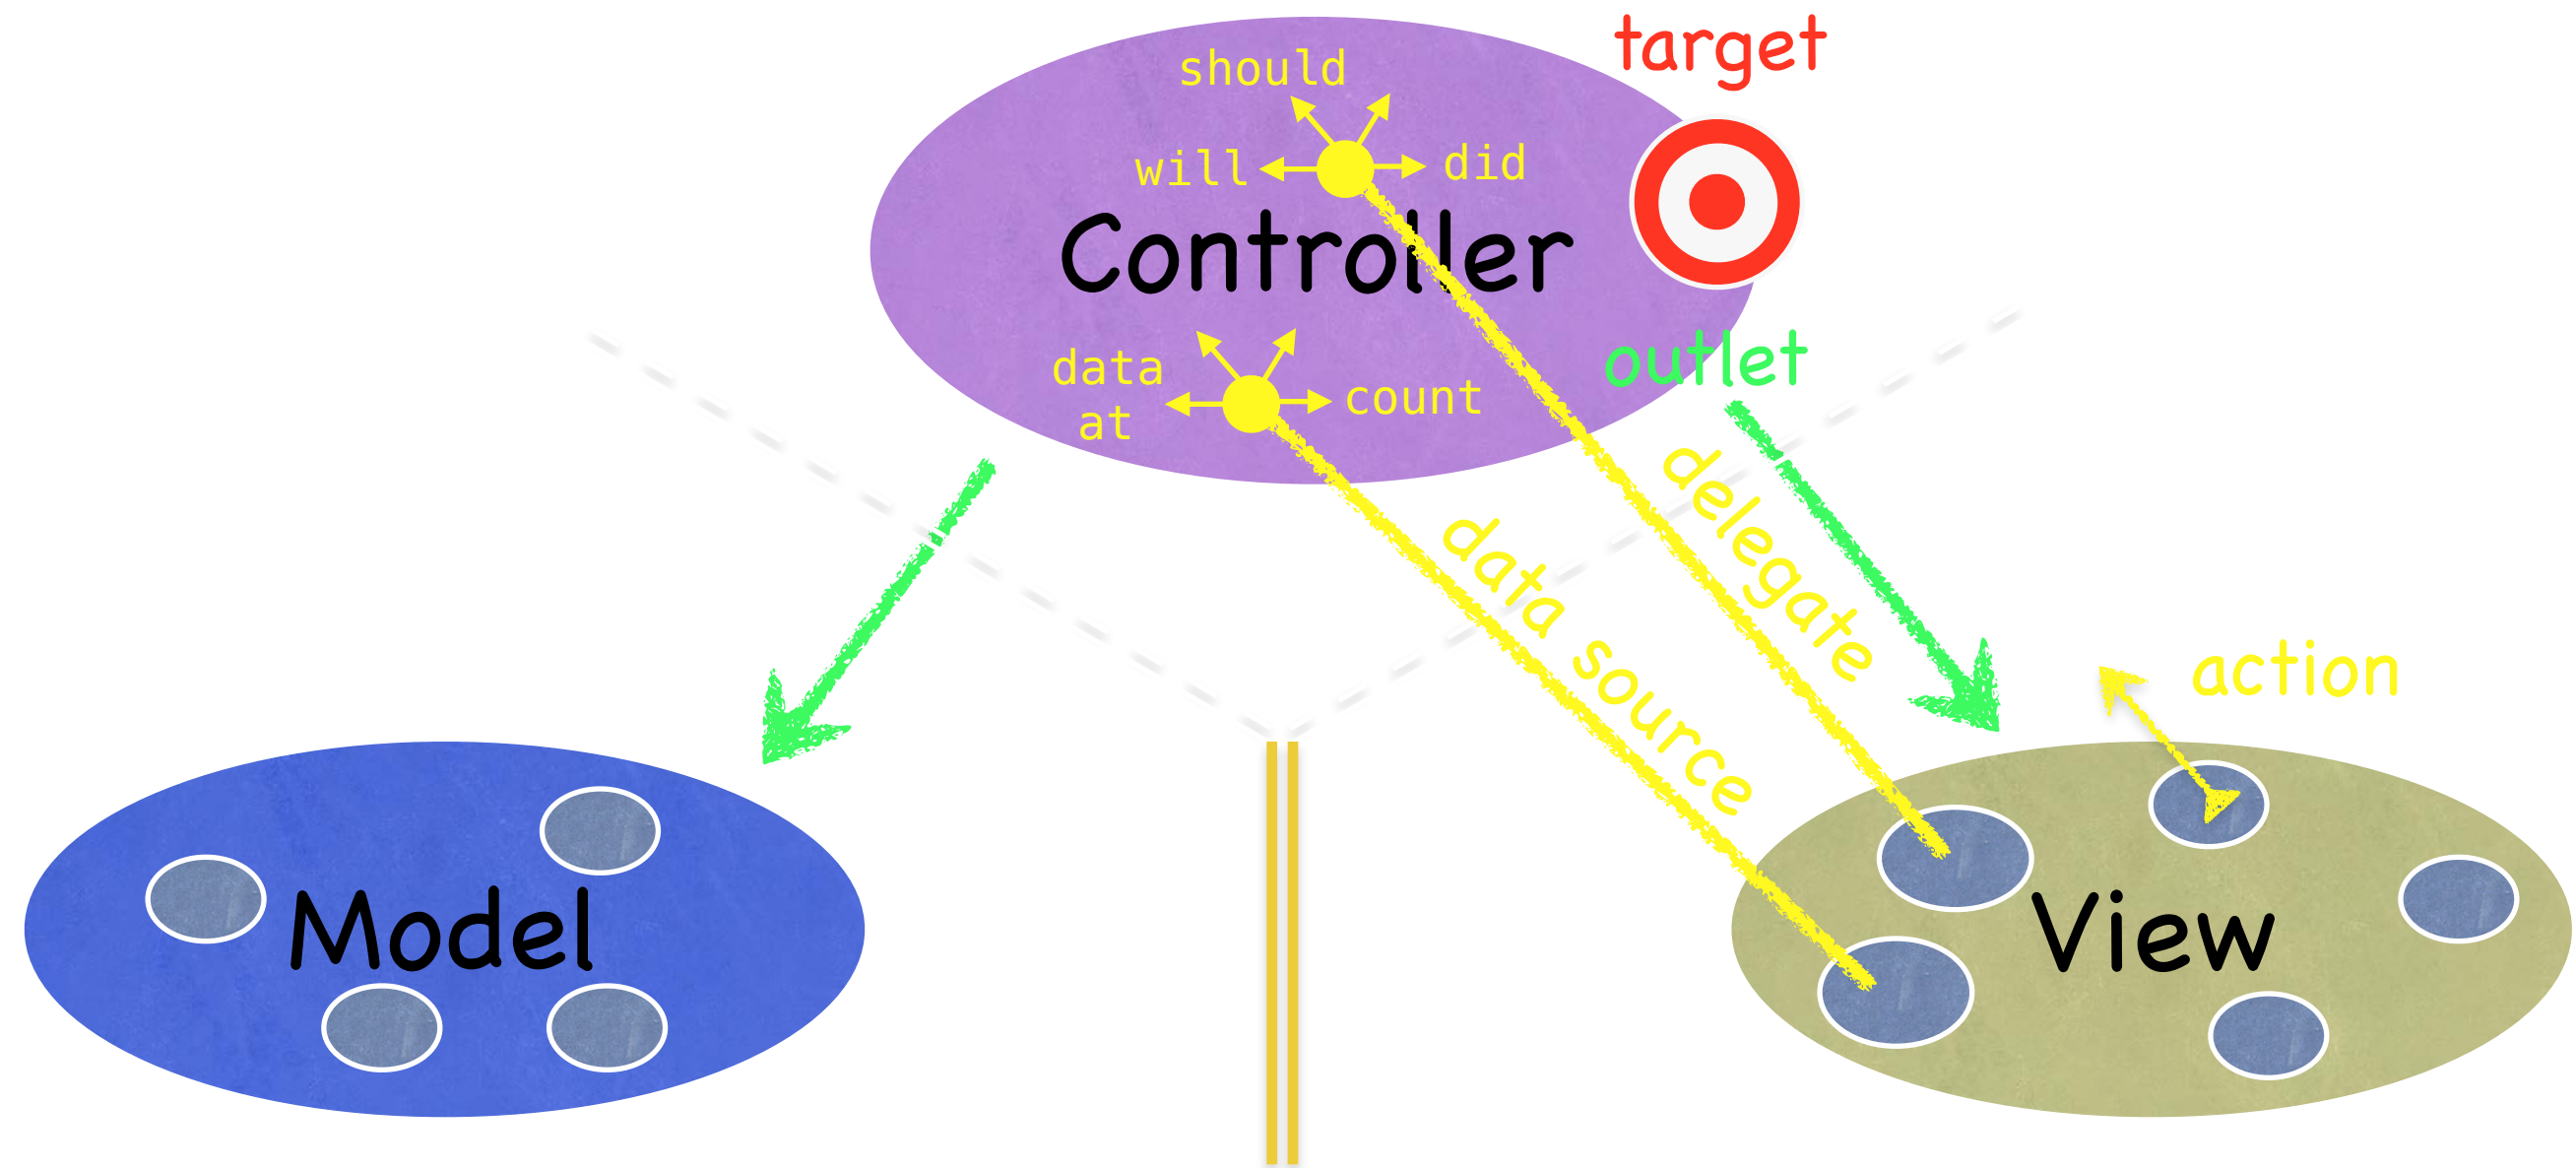 target
should
will
did
Controller
outlet
data
at
count
delegate
data source
action
Model
View